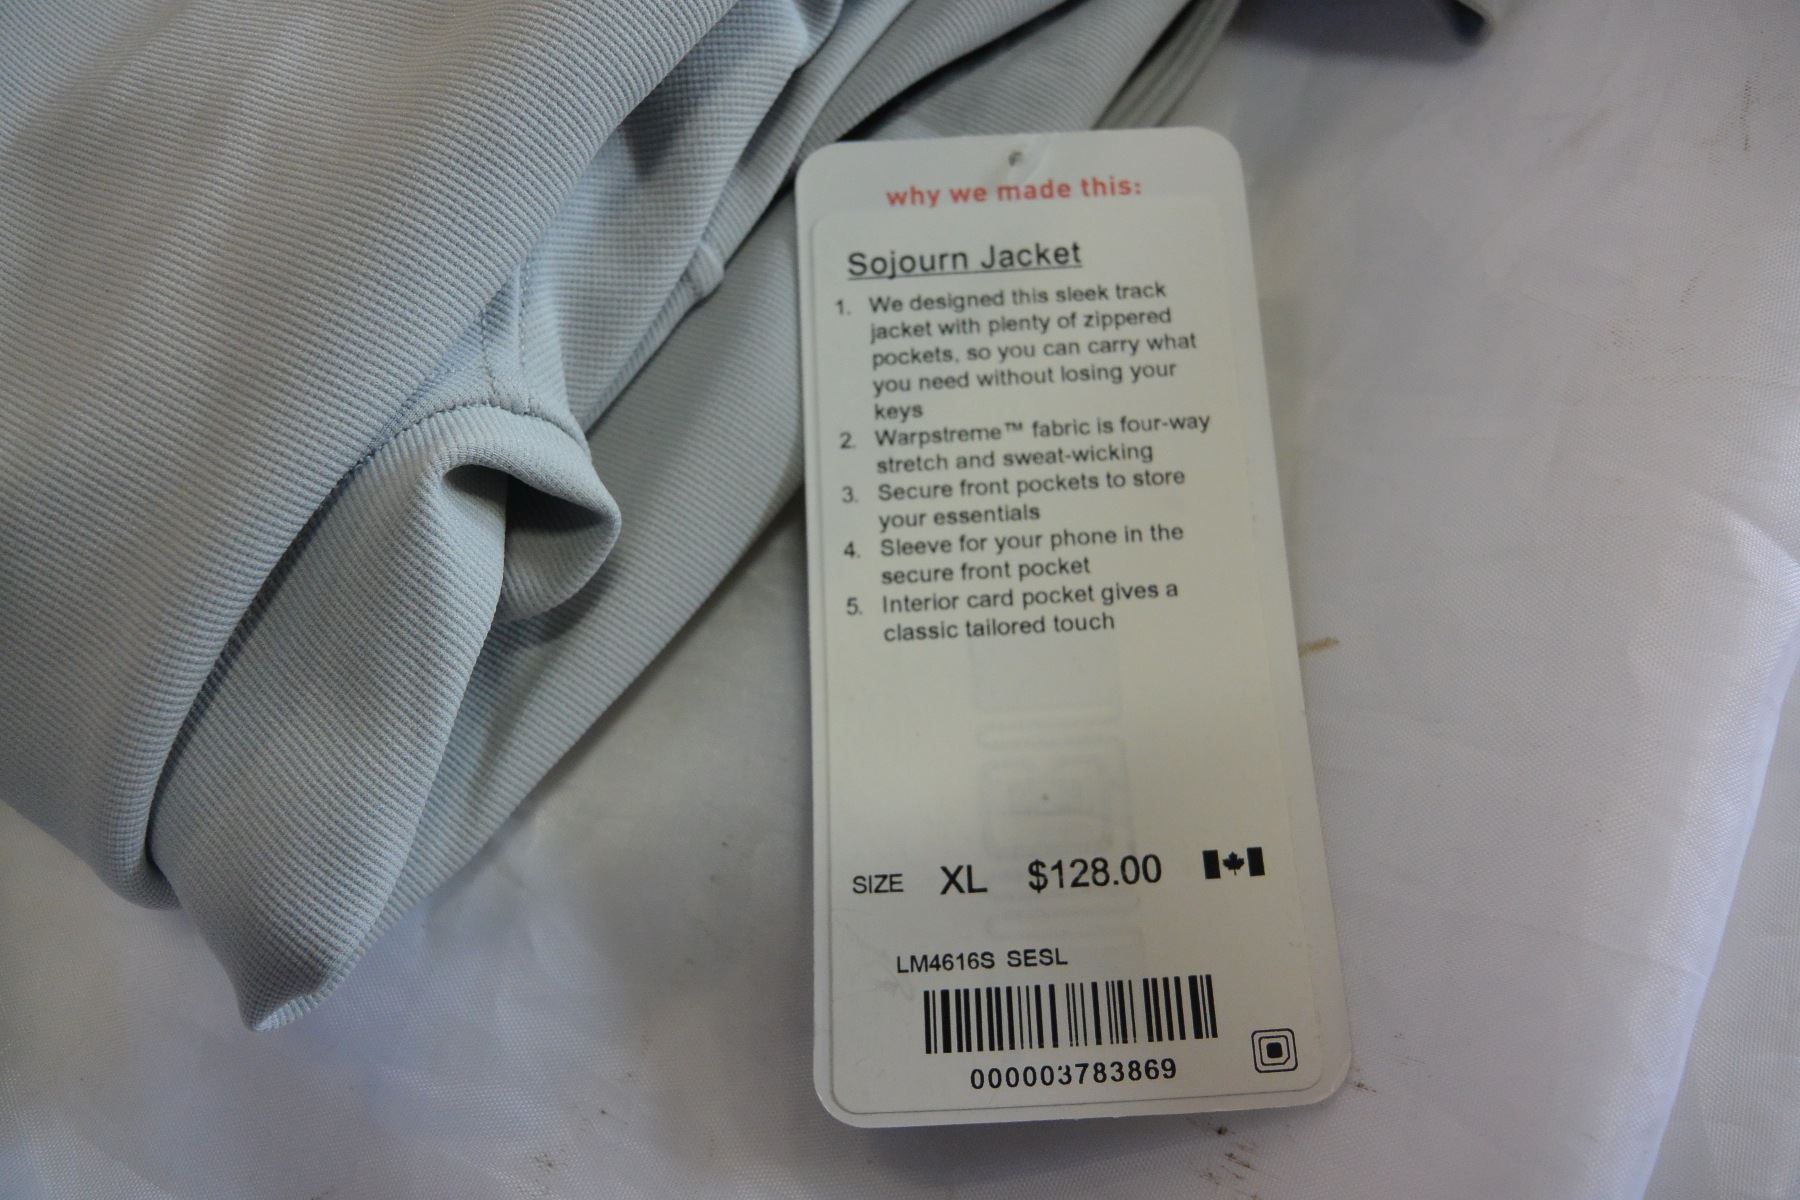 why we made this:
Sojourn Jacket
1. We designed this sleek track
jacket with plenty of zippered
pockets, so you can carry what
you need without losing your
keys
2. Warpstreme™ fabric is four-way
stretch and sweat-wicking
3. Secure front pockets to store
your essentials
4. Sleeve for your phone in the
secure front pocket
5. Interior card pocket gives a
classic tailored touch
SIZE XL $128.00
LM4616S SESL
000003783869